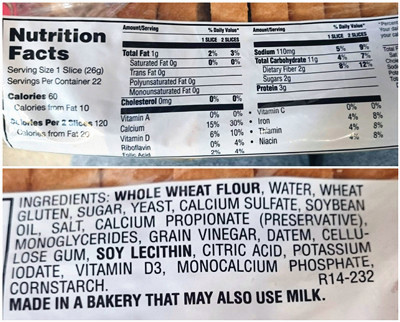 Nutrition
Facts
Serving Size 1 Slice (26g)
Servings Per Container 22
Calories 60
Calories from Fat 10
Calories Per 2 Slices 120
Calories from Fat 20
Amount/Serving % Daily Value*
1 SLICE 2 SLICES
Total Fat 1g 2% 3%
Saturated Fat 0g 0% 0%
Trans Fat 0g
Polyunsaturated Fat 0g
Monounsaturated Fat 0g
Cholesterol 0mg 0% 0%
Vitamin A 0% 0%
Calcium 15% 30%
Vitamin D 6% 10%
Riboflavin 0% 4%
Folic Acid 2% 4%
Amount/Serving % Daily Value*
1 SLICE 2 SLICES
Sodium 110mg 5% 9%
Total Carbohydrate 11g 4% 7%
Dietary Fiber 2g 8% 12%
Sugars 2g
Protein 3g
• Vitamin C 0% 0%
• Iron 4% 8%
• Thiamin 4% 8%
• Niacin 4% 8%
INGREDIENTS: WHOLE WHEAT FLOUR, WATER, WHEAT
GLUTEN, SUGAR, YEAST, CALCIUM SULFATE, SOYBEAN
OIL, SALT, CALCIUM PROPIONATE (PRESERVATIVE),
MONOGLYCERIDES, GRAIN VINEGAR, DATEM, CELLU-
LOSE GUM, SOY LECITHIN, CITRIC ACID, POTASSIUM
IODATE, VITAMIN D3, MONOCALCIUM PHOSPHATE,
CORNSTARCH. R14-232
MADE IN A BAKERY THAT MAY ALSO USE MILK.